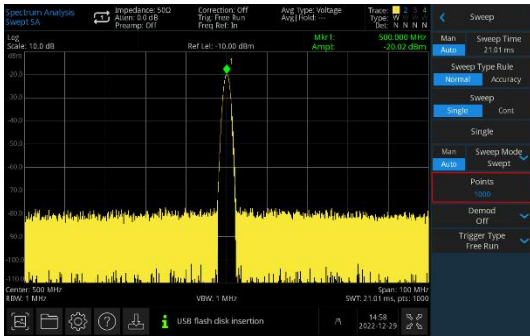 Spectrum Analysis
Swept SA
Impedance: 50Ω
Atten: 0.0 dB
Preamp: Off
Correction: Off
Trig: Free Run
Freq Ref: In
Avg Type: Voltage
Avg|Hold: ---
Trace: 1 2 3 4
Type: W
Det: N N N N
Log
Scale: 10.0 dB
Ref Lel: -10.00 dBm
Mkr1: 500.000 MHz
Ampt: -20.02 dBm
dBm
1
-20.0
-30.0
-40.0
-50.0
-60.0
-70.0
-80.0
-90.0
-100.0
-110.0
Center: 500 MHz
Span: 100 MHz
RBW: 1 MHz
VBW: 1 MHz
SWT: 21.01 ms, pts: 1000
USB flash disk insertion
14:58
2022-12-29
Sweep
Man
Auto
Sweep Time
21.01 ms
Sweep Type Rule
Normal
Accuracy
Sweep
Single
Cont
Single
Man
Auto
Sweep Mode
Swept
Points
1000
Demod
Off
Trigger Type
Free Run